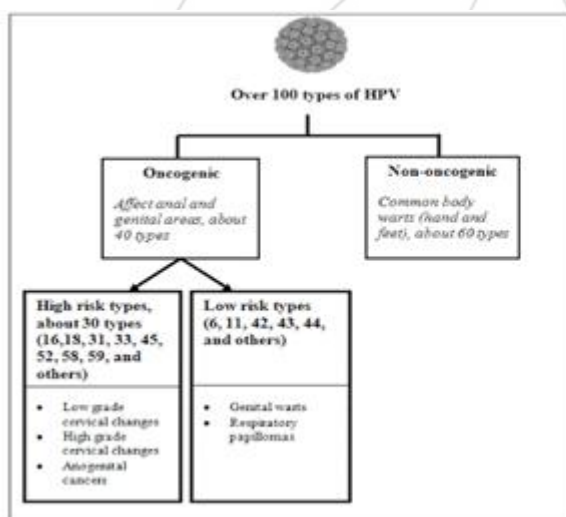 Over 100 types of HPV
Oncogenic
Affect anal and
genital areas, about
40 types
Non-oncogenic
Common body
warts (hand and
feet), about 60 types
High risk types,
about 30 types
(16,18, 31, 33, 45,
52, 58, 59, and
others)
• Low grade
cervical changes
• High grade
cervical changes
• Anogenital
cancers
Low risk types
(6, 11, 42, 43, 44,
and others)
• Genital warts
• Respiratory
papillomas